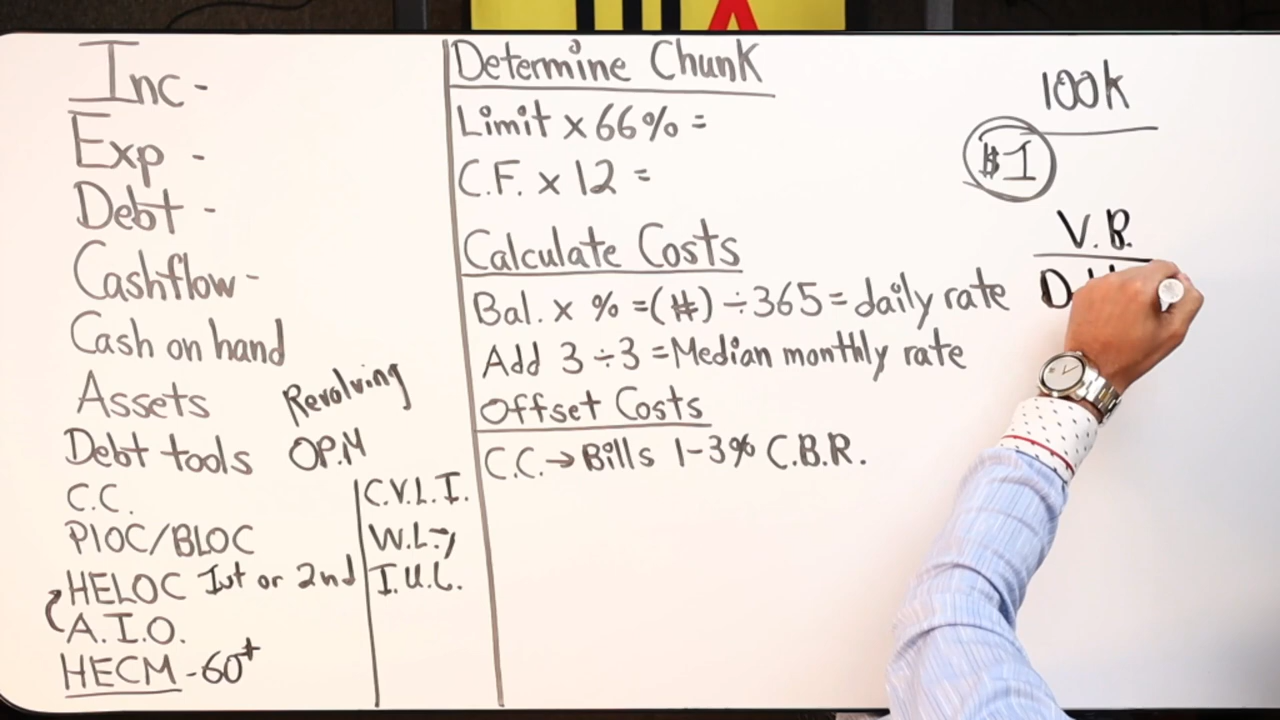 Inc -
Exp -
Debt -
Cashflow -
Cash on hand
Assets Revolving
Debt tools OP.M
C.C.
PLOC/BLOC
HELOC 1st or 2nd
A.I.O.
HECM - 60+
C.V.L.I.
W.L.
I.U.L.
Determine Chunk
Limit x 66% =
C.F. x 12 =
Calculate Costs
Bal. x % =(#) ÷365 = daily rate
Add 3 ÷3 =Median monthly rate
Offset Costs
C.C.→Bills 1-3% C.B.R.
100k
$1
V.B.